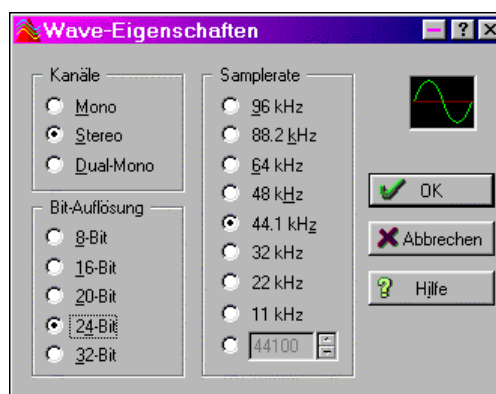 Wave-Eigenschaften
Kanäle
Mono
Stereo
Dual-Mono
Bit-Auflösung
8-Bit
16-Bit
20-Bit
24-Bit
32-Bit
Samplerate
96 kHz
88.2 kHz
64 kHz
48 kHz
44.1 kHz
32 kHz
22 kHz
11 kHz
44100
OK
Abbrechen
Hilfe